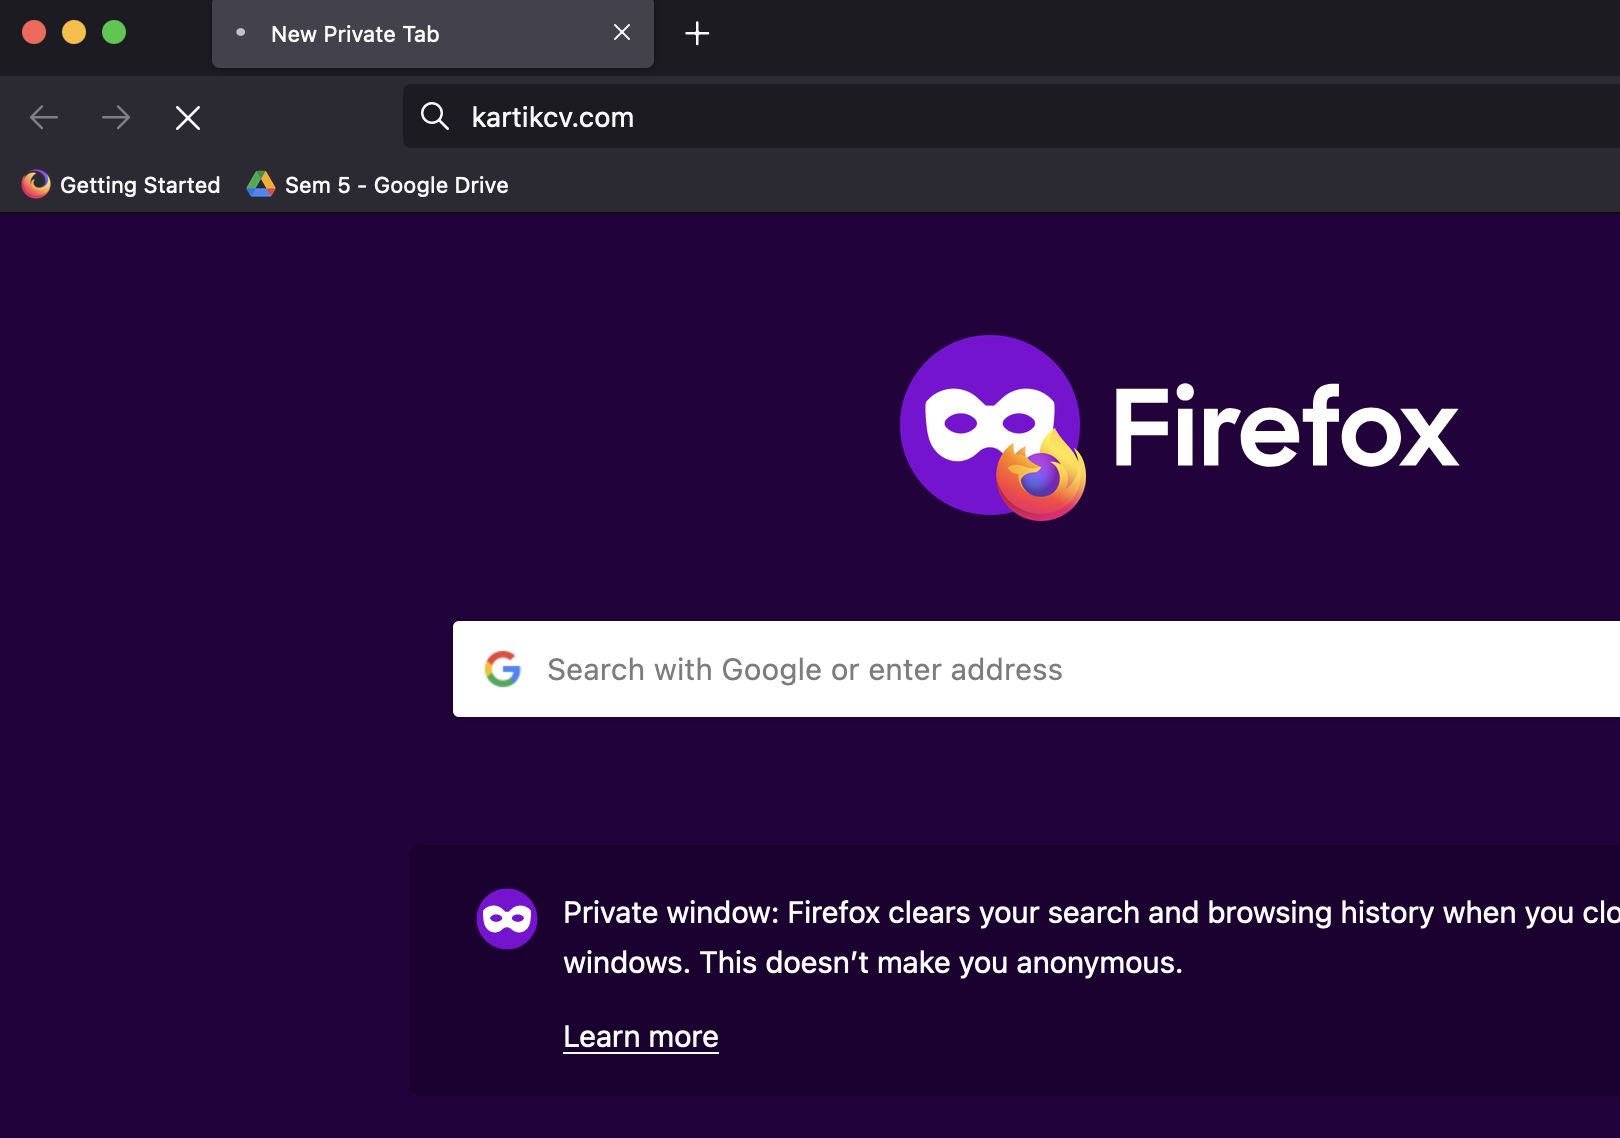 New Private Tab
kartikcv.com
Getting Started
Sem 5 - Google Drive
Firefox
Search with Google or enter address
Private window: Firefox clears your search and browsing history when you clo
windows. This doesn’t make you anonymous.
Learn more